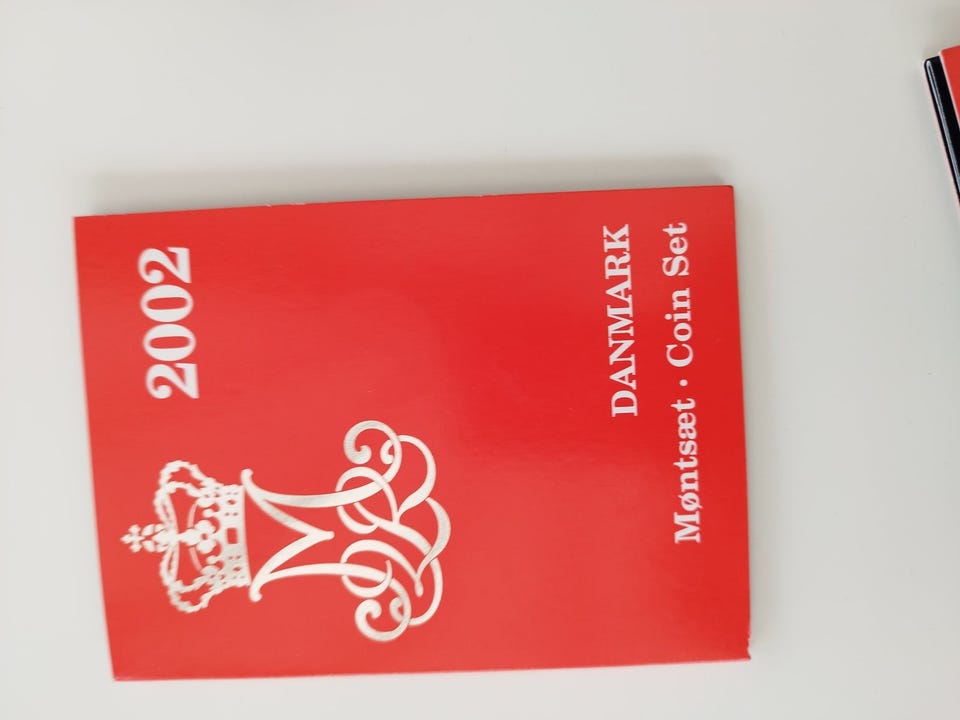 2002
DANMARK
Møntsæt · Coin Set